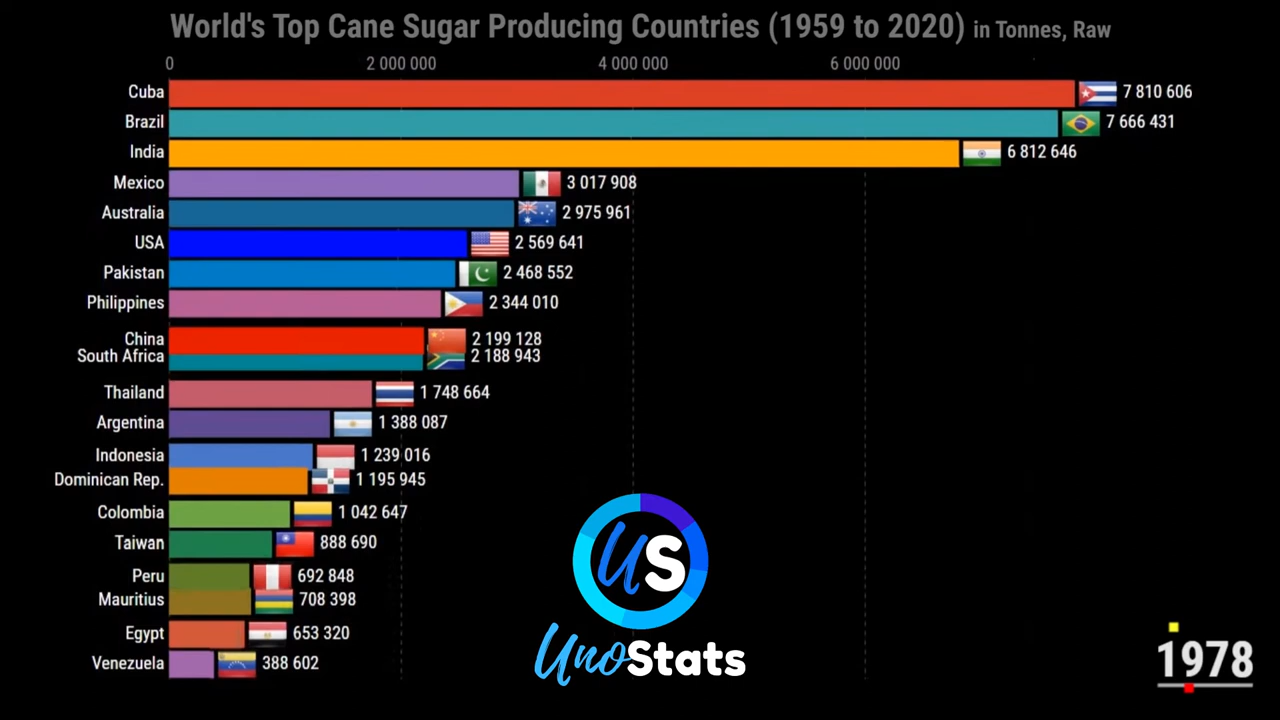 World's Top Cane Sugar Producing Countries (1959 to 2020) in Tonnes, Raw
0 2 000 000 4 000 000 6 000 000
Cuba 7 810 606
Brazil 7 666 431
India 6 812 646
Mexico 3 017 908
Australia 2 975 961
USA 2 569 641
Pakistan 2 468 552
Philippines 2 344 010
China 2 199 128
South Africa 2 188 943
Thailand 1 748 664
Argentina 1 388 087
Indonesia 1 239 016
Dominican Rep. 1 195 945
Colombia 1 042 647
Taiwan 888 690
Peru 692 848
Mauritius 708 398
Egypt 653 320
Venezuela 388 602
US
UnoStats
1978